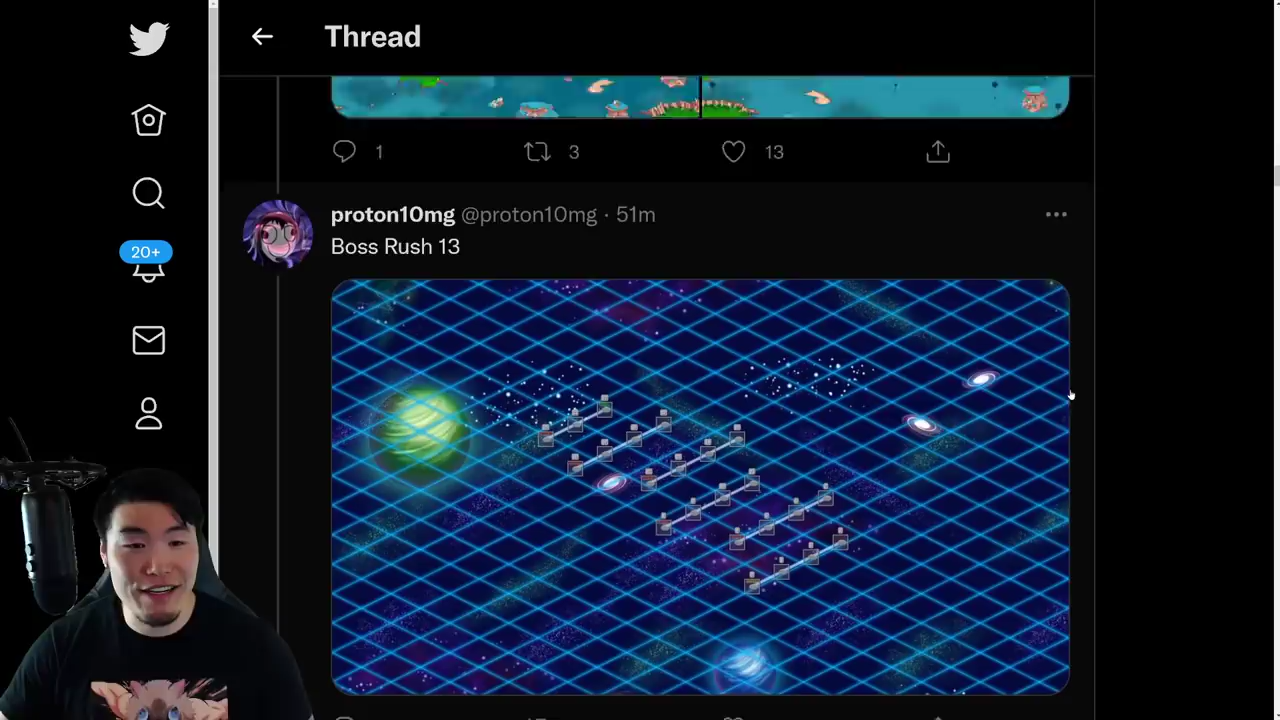 Thread
1
3
13
20+
proton10mg @proton10mg · 51m
Boss Rush 13